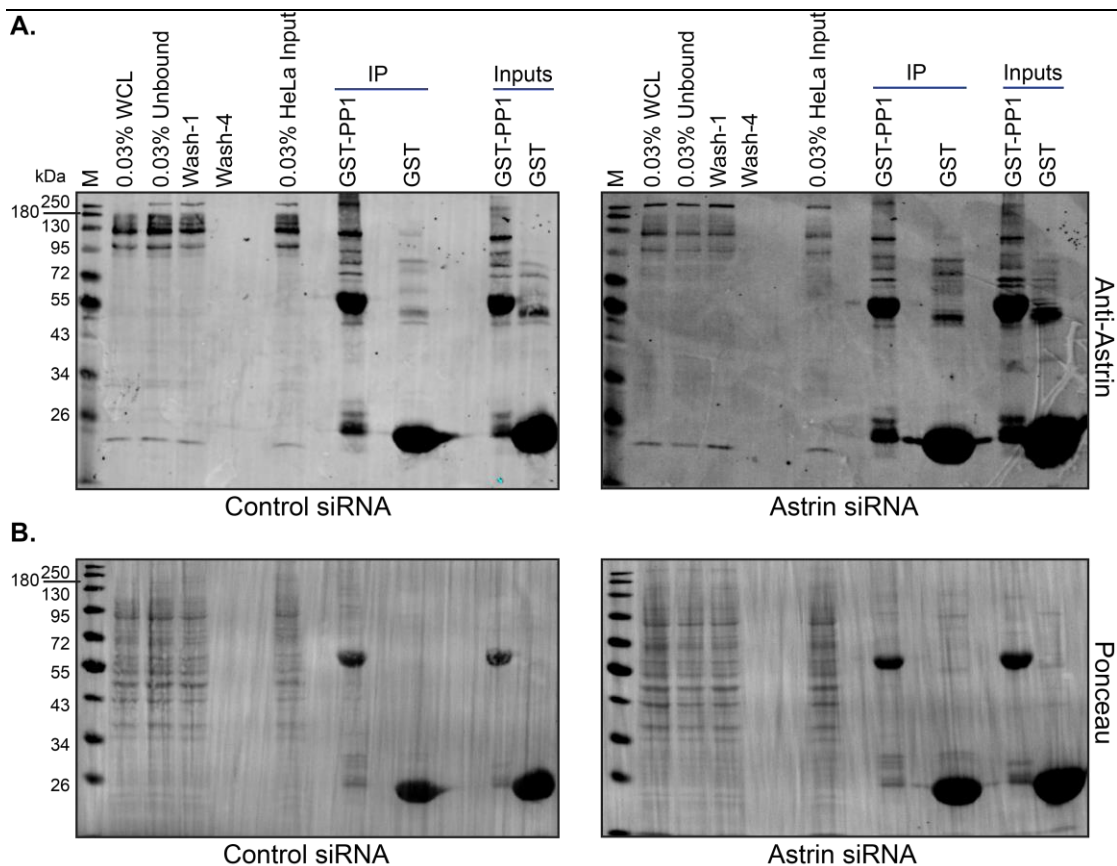 A.
kDa
M
0.03% WCL
0.03% Unbound
Wash-1
Wash-4
0.03% HeLa Input
IP
GST-PP1
GST
Inputs
GST-PP1
GST
M
0.03% WCL
0.03% Unbound
Wash-1
Wash-4
0.03% HeLa Input
IP
GST-PP1
GST
Inputs
GST-PP1
GST
250
180
130
95
72
55
43
34
26
Anti-Astrin
Control siRNA
Astrin siRNA
B.
250
180
130
95
72
55
43
34
26
Ponceau
Control siRNA
Astrin siRNA